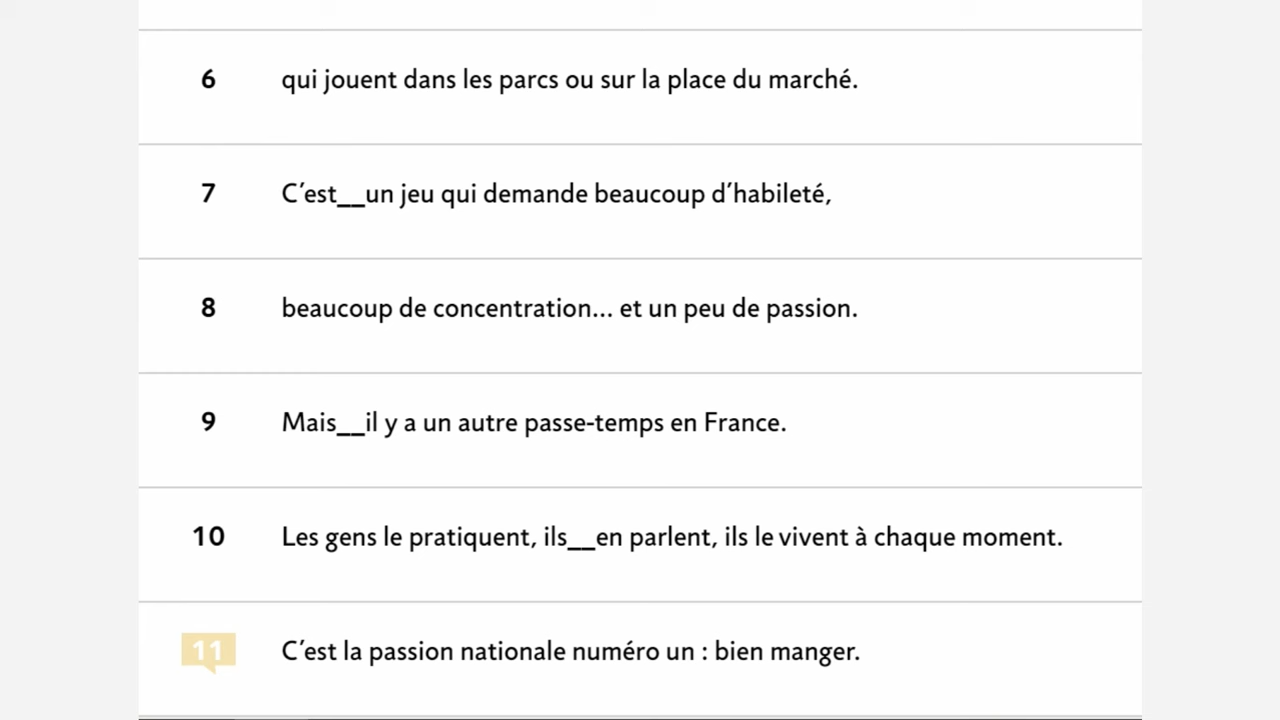 6 qui jouent dans les parcs ou sur la place du marché.
7 C’est__un jeu qui demande beaucoup d’habileté,
8 beaucoup de concentration... et un peu de passion.
9 Mais__il y a un autre passe-temps en France.
10 Les gens le pratiquent, ils__en parlent, ils le vivent à chaque moment.
11 C’est la passion nationale numéro un : bien manger.